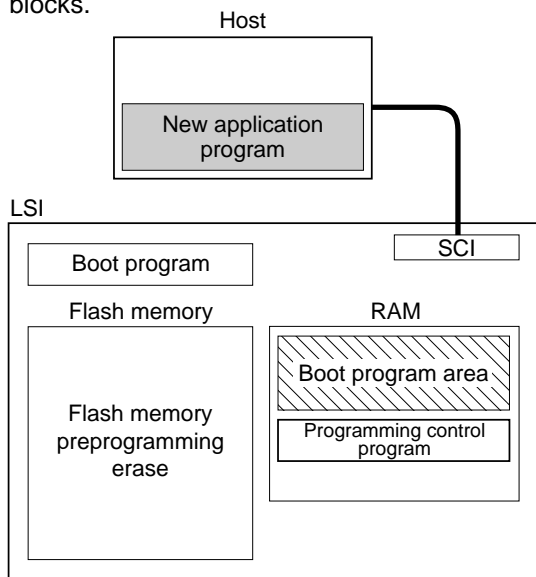 blocks.
Host
New application
program
LSI
SCI
Boot program
Flash memory
RAM
Boot program area
Programming control
program
Flash memory
preprogramming
erase